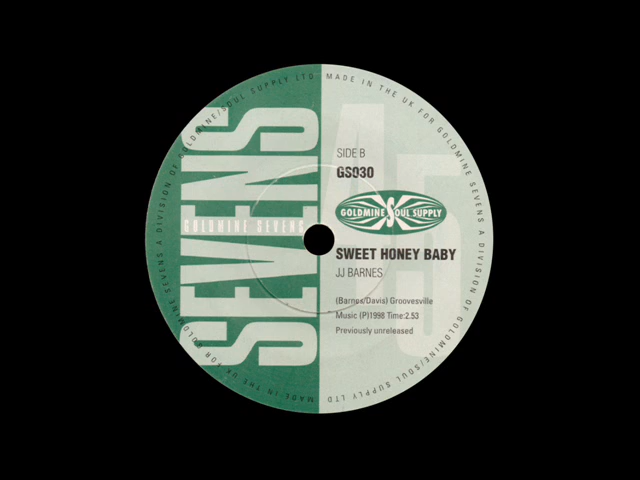 MADE IN THE UK FOR GOLDMINE SEVENS A DIVISION OF GOLDMINE/SOUL SUPPLY LTD
MADE IN THE UK FOR GOLDMINE SEVENS A DIVISION OF GOLDMINE/SOUL SUPPLY LTD
SEVENS
GOLDMINE SEVENS
45
SIDE B
GS030
GOLDMINE SOUL SUPPLY
SWEET HONEY BABY
JJ BARNES
(Barnes/Davis) Groovesville
Music (P)1998 Time:2.53
Previously unreleased